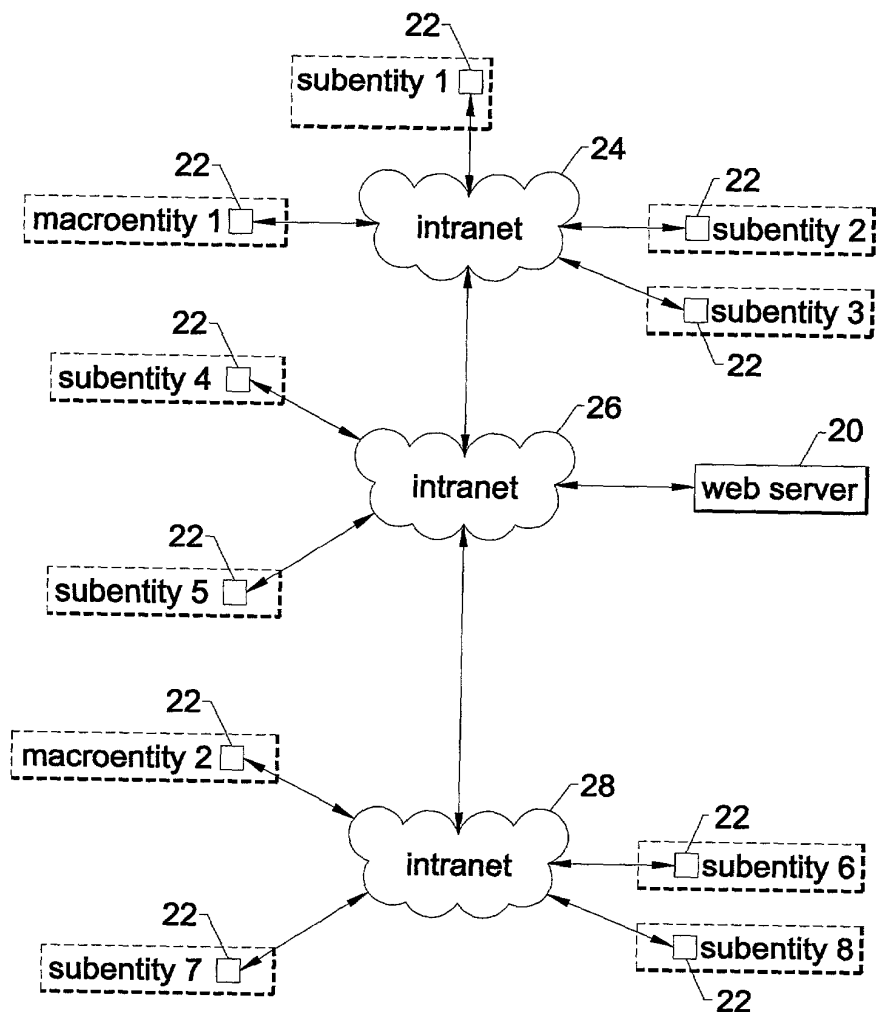 22
subentity 1
24
22
macroentity 1
intranet
22
subentity 2
subentity 3
22
22
subentity 4
26
intranet
20
web server
22
subentity 5
22
macroentity 2
28
intranet
22
subentity 6
22
subentity 7
subentity 8
22